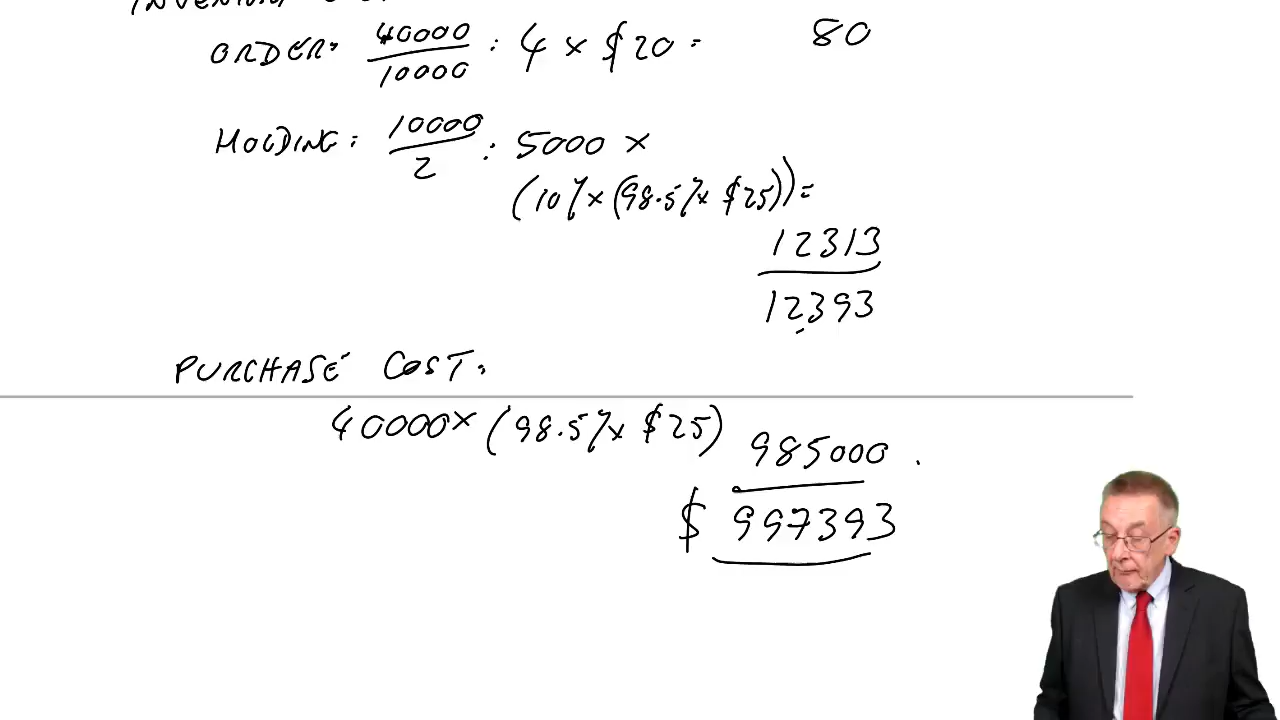 ORDER: 40000/10000 : 4 x $20 = 80
HOLDING: 10000/2 : 5000 x
(10% x (98.5% x $25)) =
12313
12393
PURCHASE COST:
40000 x (98.5% x $25) 985000
$ 997393